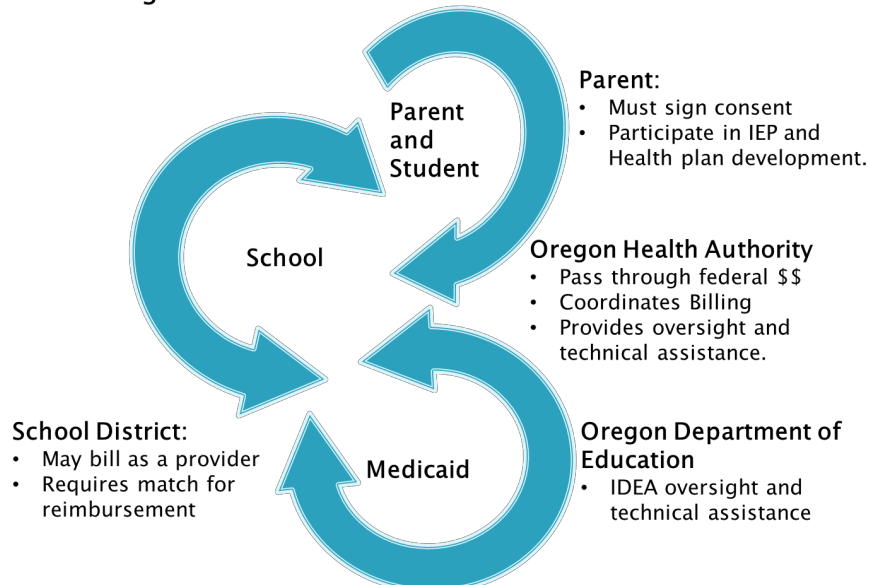 Parent:
• Must sign consent
• Participate in IEP and
Health plan development.
Parent
and
Student
School
Oregon Health Authority
• Pass through federal $$
• Coordinates Billing
• Provides oversight and
technical assistance.
School District:
• May bill as a provider
• Requires match for
reimbursement
Medicaid
Oregon Department of
Education
• IDEA oversight and
technical assistance